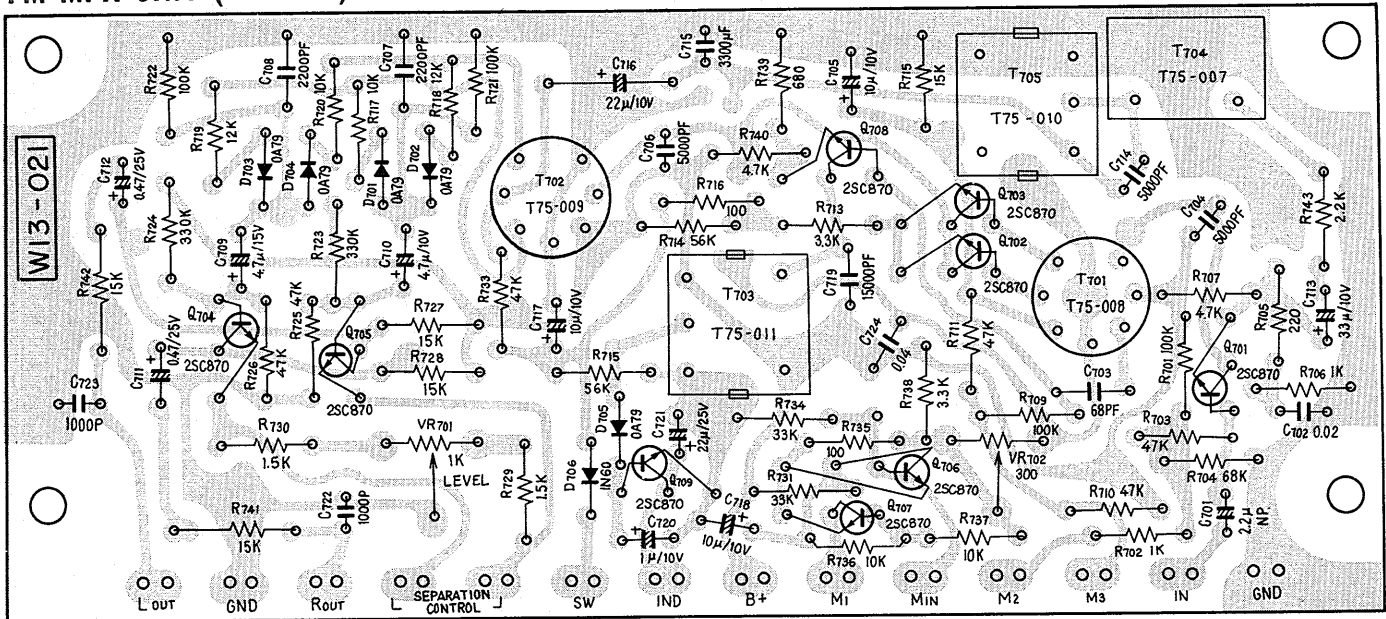 W13-021
R722 100K
C708 2200PF
R720 10K
R717 10K
C707 2200PF
R718 12K
R721 100K
C716 22μ/10V
C715 3300μF
R739 680
C705 10μ/10V
R715 15K
T705 T75-010
T704 T75-007
R719 12K
C712 0.47/25V
D703 0A79
D704 0A79
D701 0A79
D702 0A79
T702 T75-009
C706 5000PF
R740 4.7K
Q708 2SC870
C714 5000PF
R716 100
Q703 2SC870
C704 5000PF
R743 2.2K
R724 330K
C709 4.7μ/15V
R723 330K
C710 4.7μ/10V
R714 56K
R713 3.3K
Q702 2SC870
R742 15K
R733 47K
T703 T75-011
C719 15000PF
T701 T75-008
R707 4.7K
R705 220
C713 33μ/10V
Q704 2SC870
R725 47K
Q705 2SC870
R727 15K
C717 10μ/10V
C724 0.04
R711 47K
R701 100K
Q701 2SC870
C711 0.47/25V
R726 47K
R728 15K
R715 56K
R738 3.3K
C703 68PF
R706 1K
C723 1000P
D705 0A79
C721 22μ/25V
R734 33K
R709 100K
C702 0.02
R730 1.5K
VR701 1K LEVEL
R735 100
VR702 300
R703 47K
R729 1.5K
D706 IN60
Q709 2SC870
R731 33K
Q706 2SC870
R704 68K
C722 1000P
C718 10μ/10V
R710 47K
C701 2.2μ NP
R741 15K
C720 1μ/10V
Q707 2SC870
R737 10K
R702 1K
R736 10K
L OUT GND R OUT SEPARATION CONTROL SW IND B+ M1 MIN M2 M3 IN GND